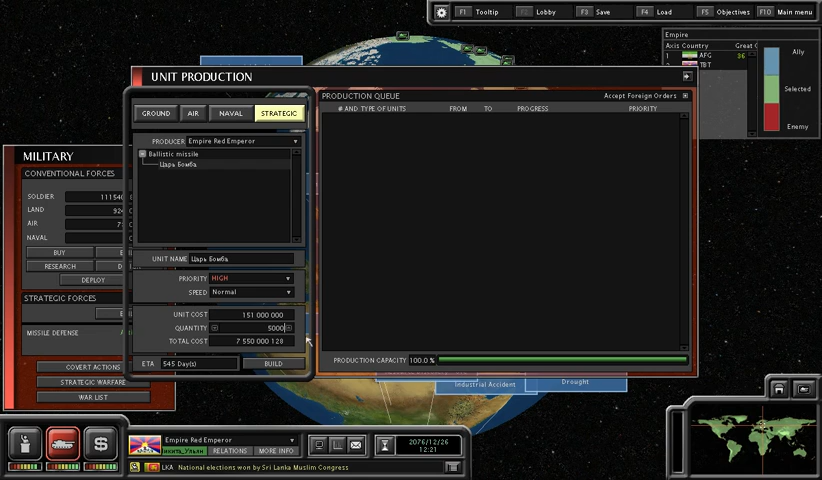 F1 Tooltip F2 Lobby F3 Save F4 Load F5 Objectives F10 Main menu
Empire
Axis Country Great
1 AFG 36
TBT
Ally
Selected
Enemy
UNIT PRODUCTION
GROUND AIR NAVAL STRATEGIC
PRODUCER Empire Red Emperor
Ballistic missile
Царь Бомба
UNIT NAME Царь Бомба
PRIORITY HIGH
SPEED Normal
UNIT COST 151 000 000
QUANTITY 5000
TOTAL COST 7 550 000 128
ETA 545 Day(s) BUILD
PRODUCTION QUEUE Accept Foreign Orders
# AND TYPE OF UNITS FROM TO PROGRESS PRIORITY
PRODUCTION CAPACITY 100.0 %
MILITARY
CONVENTIONAL FORCES
SOLDIER 11154
LAND 92
AIR 7
NAVAL
BUY
RESEARCH
DEPLOY
STRATEGIC FORCES
MISSILE DEFENSE
COVERT ACTIONS
STRATEGIC WARFARE
WAR LIST
Industrial Accident
Drought
Empire Red Emperor
RELATIONS MORE INFO
2076/12/26
12:21
LKA National elections won by Sri Lanka Muslim Congress